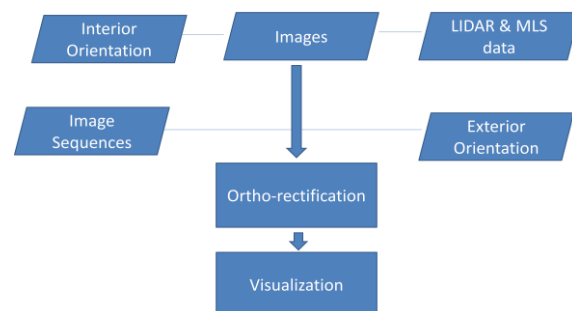 Interior
Orientation
Images
LIDAR & MLS
data
Image
Sequences
Exterior
Orientation
Ortho-rectification
Visualization